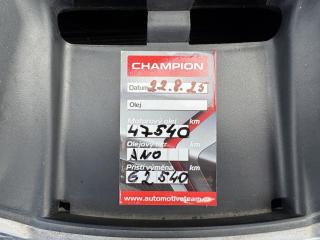 CHAMPION
Datum 22.8.25
Olej
Motorový olej km
47540
Olejový filtr
ANO
Příští výměna km
62540
www.automotiveteam.cz